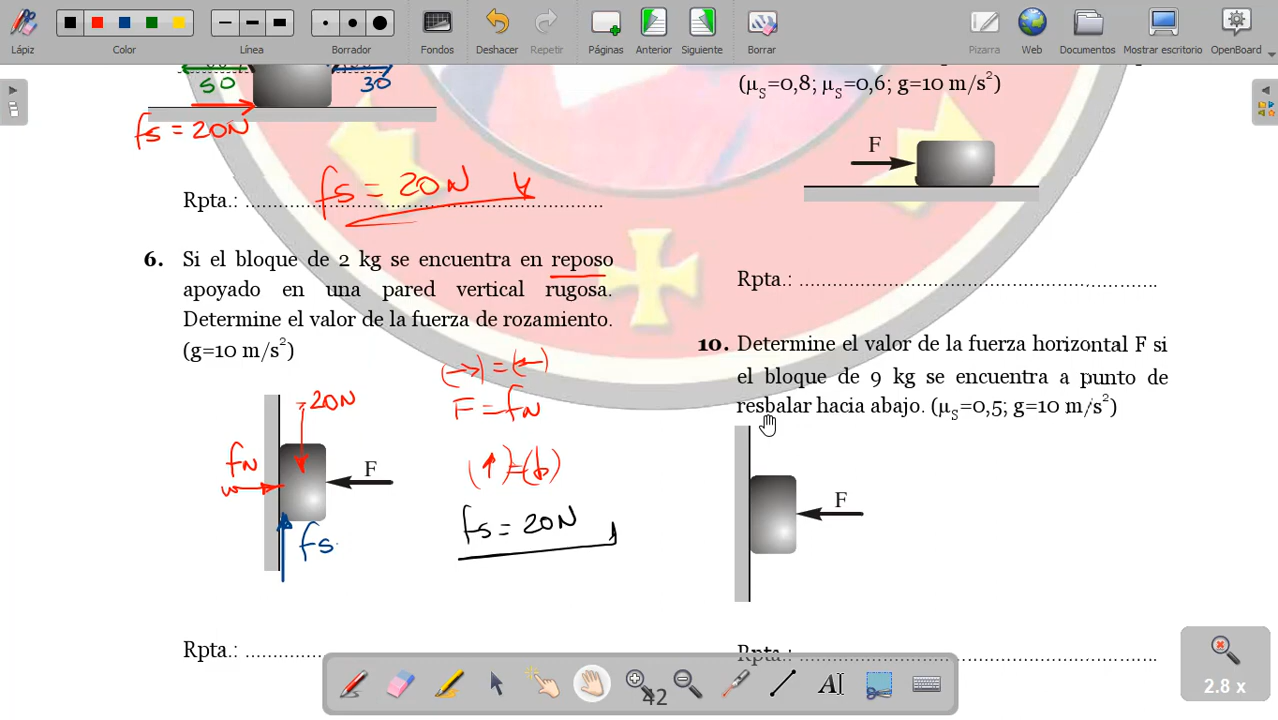 Lápiz
Color
Línea
Borrador
Fondos
Deshacer
Repetir
Páginas
Anterior
Siguiente
Borrar
Pizarra
Web
Documentos
Mostrar escritorio
OpenBoard
50
30
fs = 20N
Rpta.: fs = 20N
6. Si el bloque de 2 kg se encuentra en reposo
apoyado en una pared vertical rugosa.
Determine el valor de la fuerza de rozamiento.
(g=10 m/s²)
(→) = (←)
F = fN
(↑) = (↓)
fs = 20N
20N
fN
F
fs
Rpta.:
(μS=0,8; μS=0,6; g=10 m/s²)
F
Rpta.:
10. Determine el valor de la fuerza horizontal F si
el bloque de 9 kg se encuentra a punto de
resbalar hacia abajo. (μS=0,5; g=10 m/s²)
F
Rpta.:
42
2.8 x